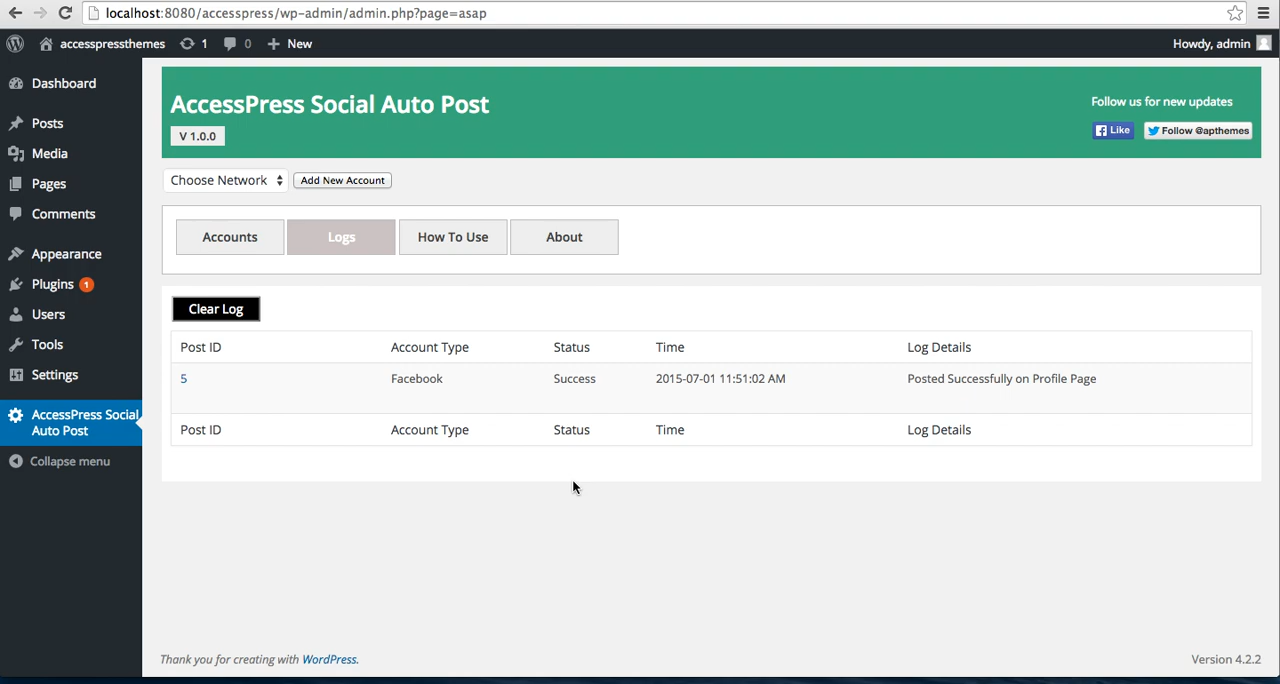 localhost:8080/accesspress/wp-admin/admin.php?page=asap
accesspressthemes 1 0 New Howdy, admin
Dashboard
Posts
Media
Pages
Comments
Appearance
Plugins 1
Users
Tools
Settings
AccessPress Social
Auto Post
Collapse menu
AccessPress Social Auto Post
V 1.0.0
Follow us for new updates
Like Follow @apthemes
Choose Network Add New Account
Accounts Logs How To Use About
Clear Log
Post ID Account Type Status Time Log Details
5 Facebook Success 2015-07-01 11:51:02 AM Posted Successfully on Profile Page
Post ID Account Type Status Time Log Details
Thank you for creating with WordPress. Version 4.2.2